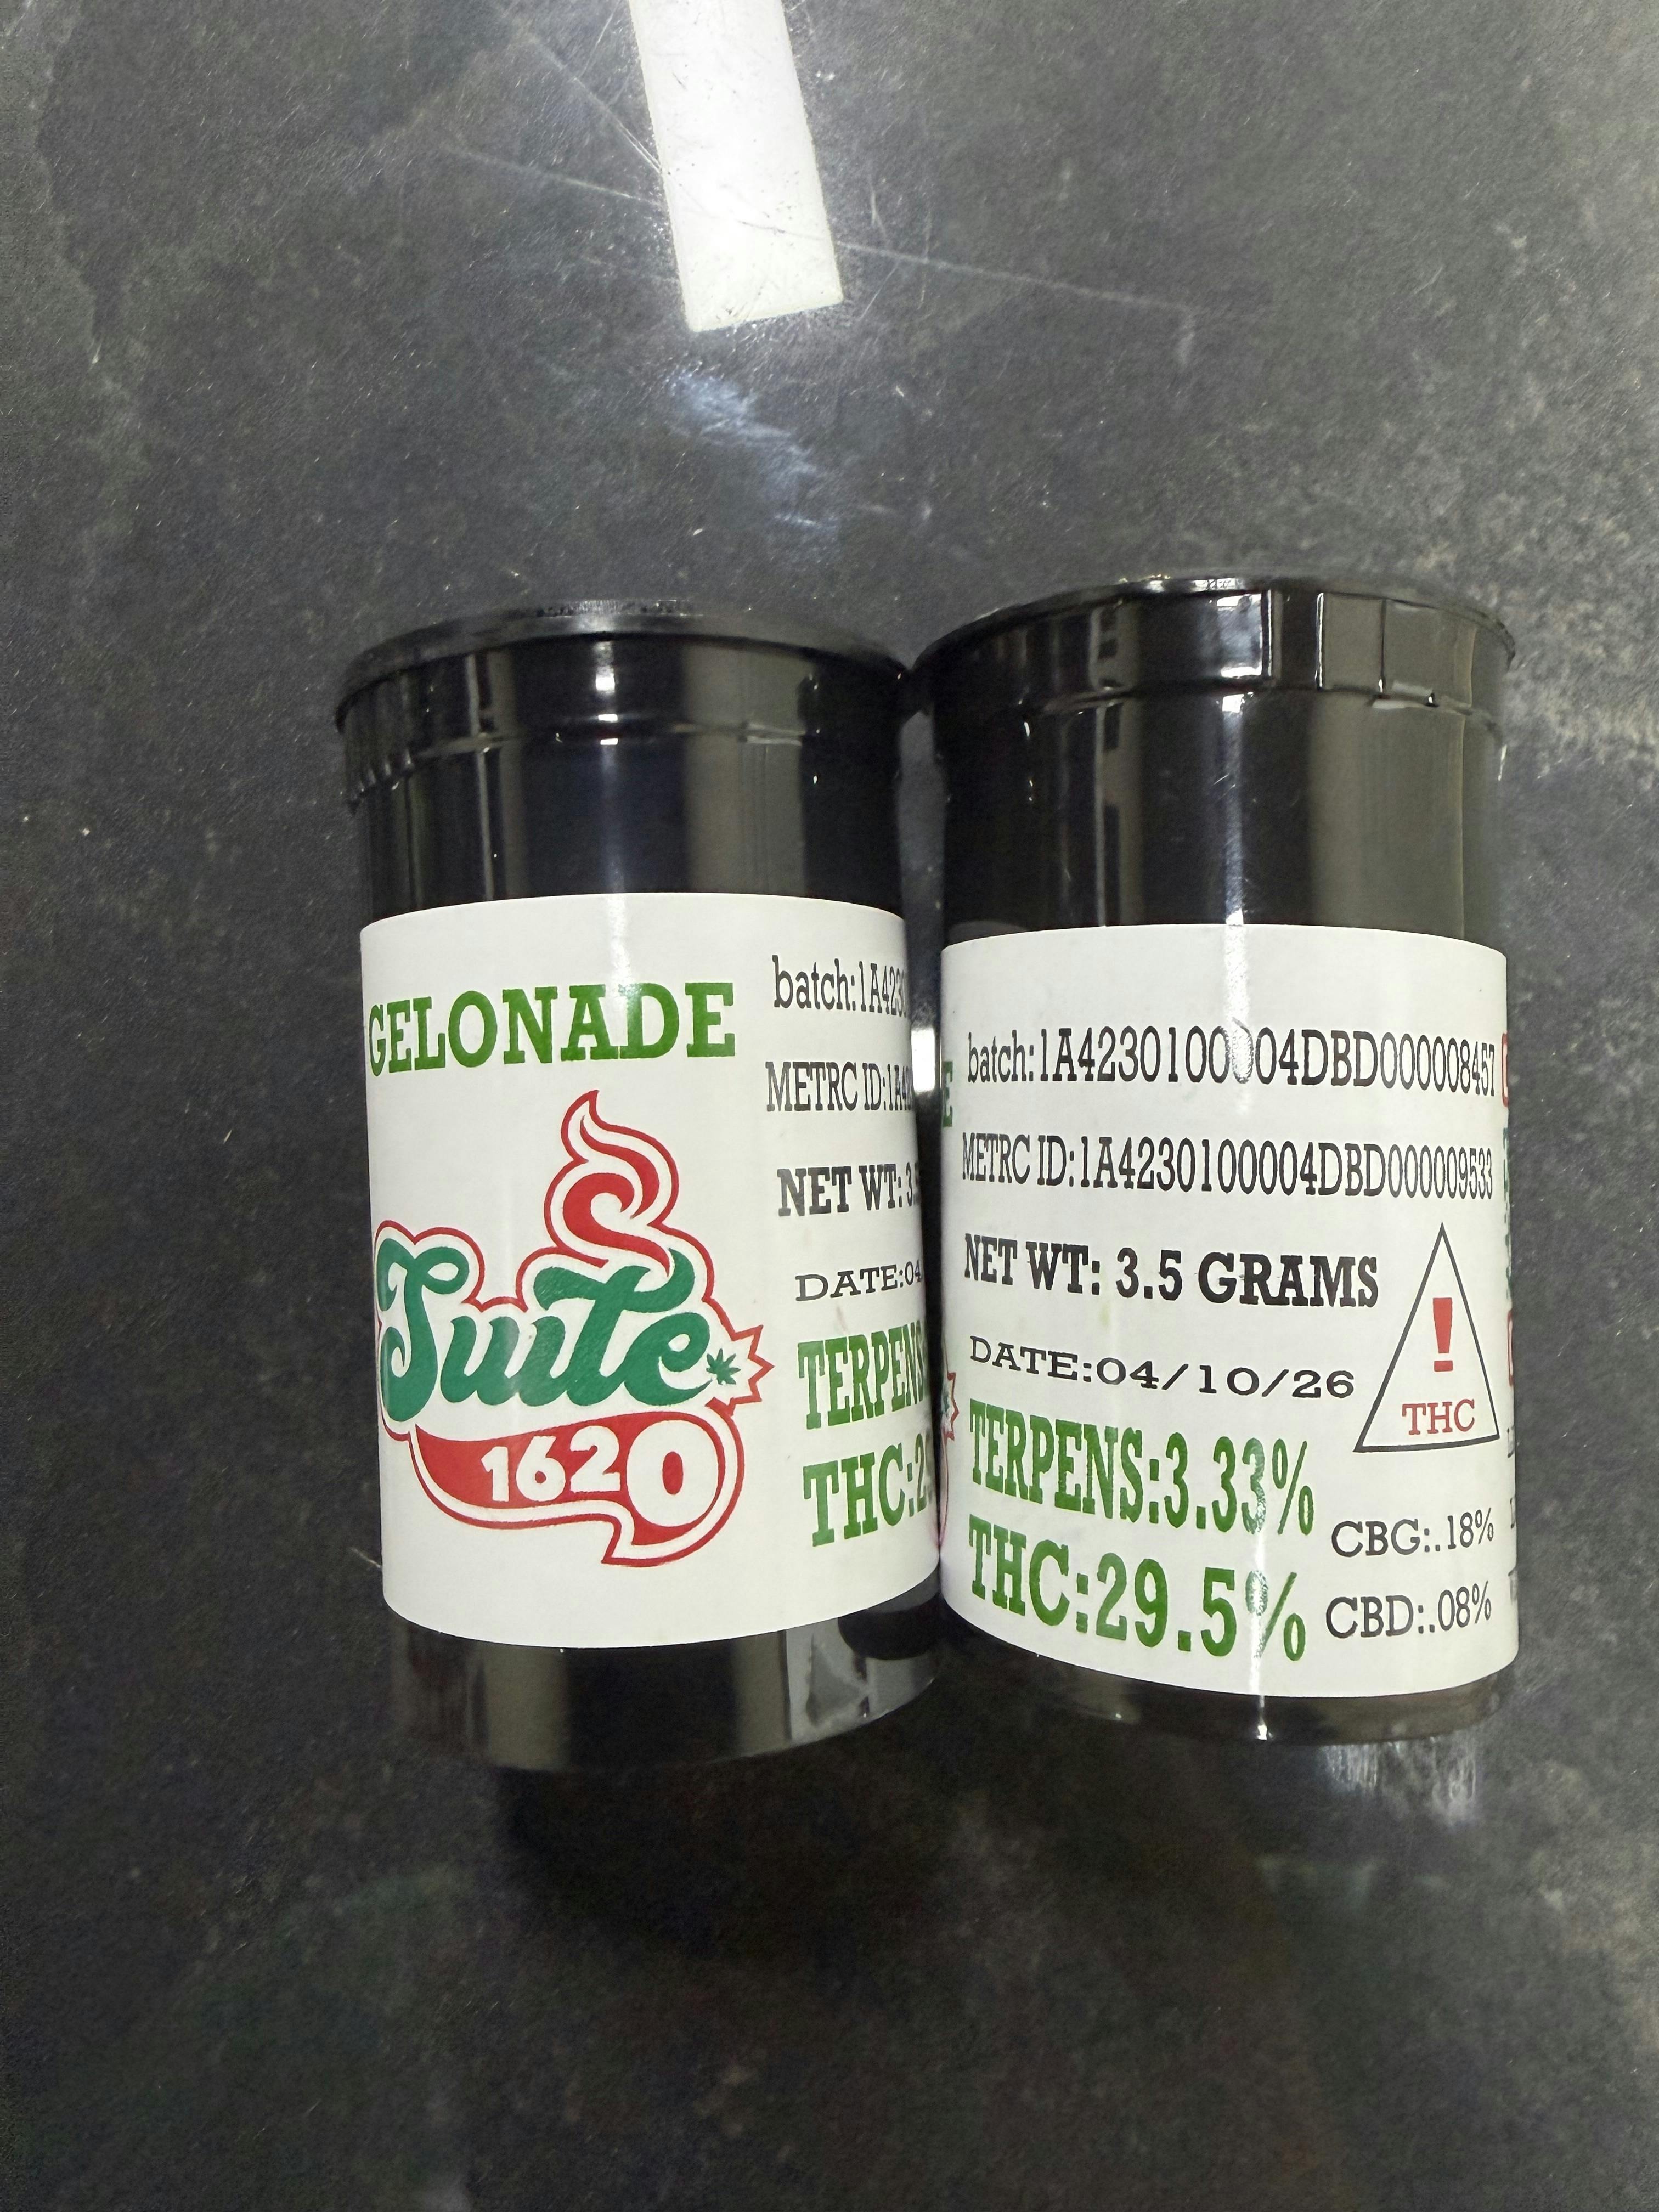 GELONADE
Suite
1620
batch:1A4230
METRC ID:1A4
NET WT: 3.
DATE:04
TERPENS
THC:2
E
batch:1A4230100004DBD000008457
METRC ID:1A4230100004DBD000009533
NET WT: 3.5 GRAMS
!
THC
DATE:04/10/26
TERPENS:3.33%
CBG:.18%
THC:29.5%
CBD:.08%